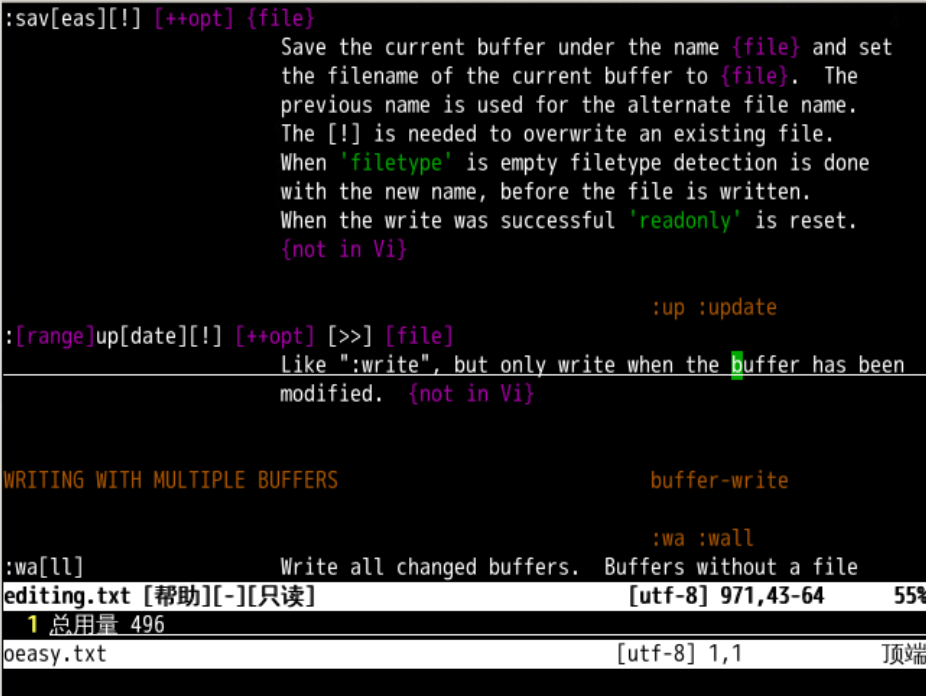 :sav[eas][!] [++opt] {file}
Save the current buffer under the name {file} and set
the filename of the current buffer to {file}.  The
previous name is used for the alternate file name.
The [!] is needed to overwrite an existing file.
When 'filetype' is empty filetype detection is done
with the new name, before the file is written.
When the write was successful 'readonly' is reset.
{not in Vi}
:up :update
:[range]up[date][!] [++opt] [>>] [file]
Like ":write", but only write when the buffer has been
modified.  {not in Vi}
WRITING WITH MULTIPLE BUFFERS buffer-write
:wa :wall
:wa[ll] Write all changed buffers.  Buffers without a file
editing.txt [帮助][-][只读] [utf-8] 971,43-64 55%
1 总用量 496
oeasy.txt [utf-8] 1,1 顶端